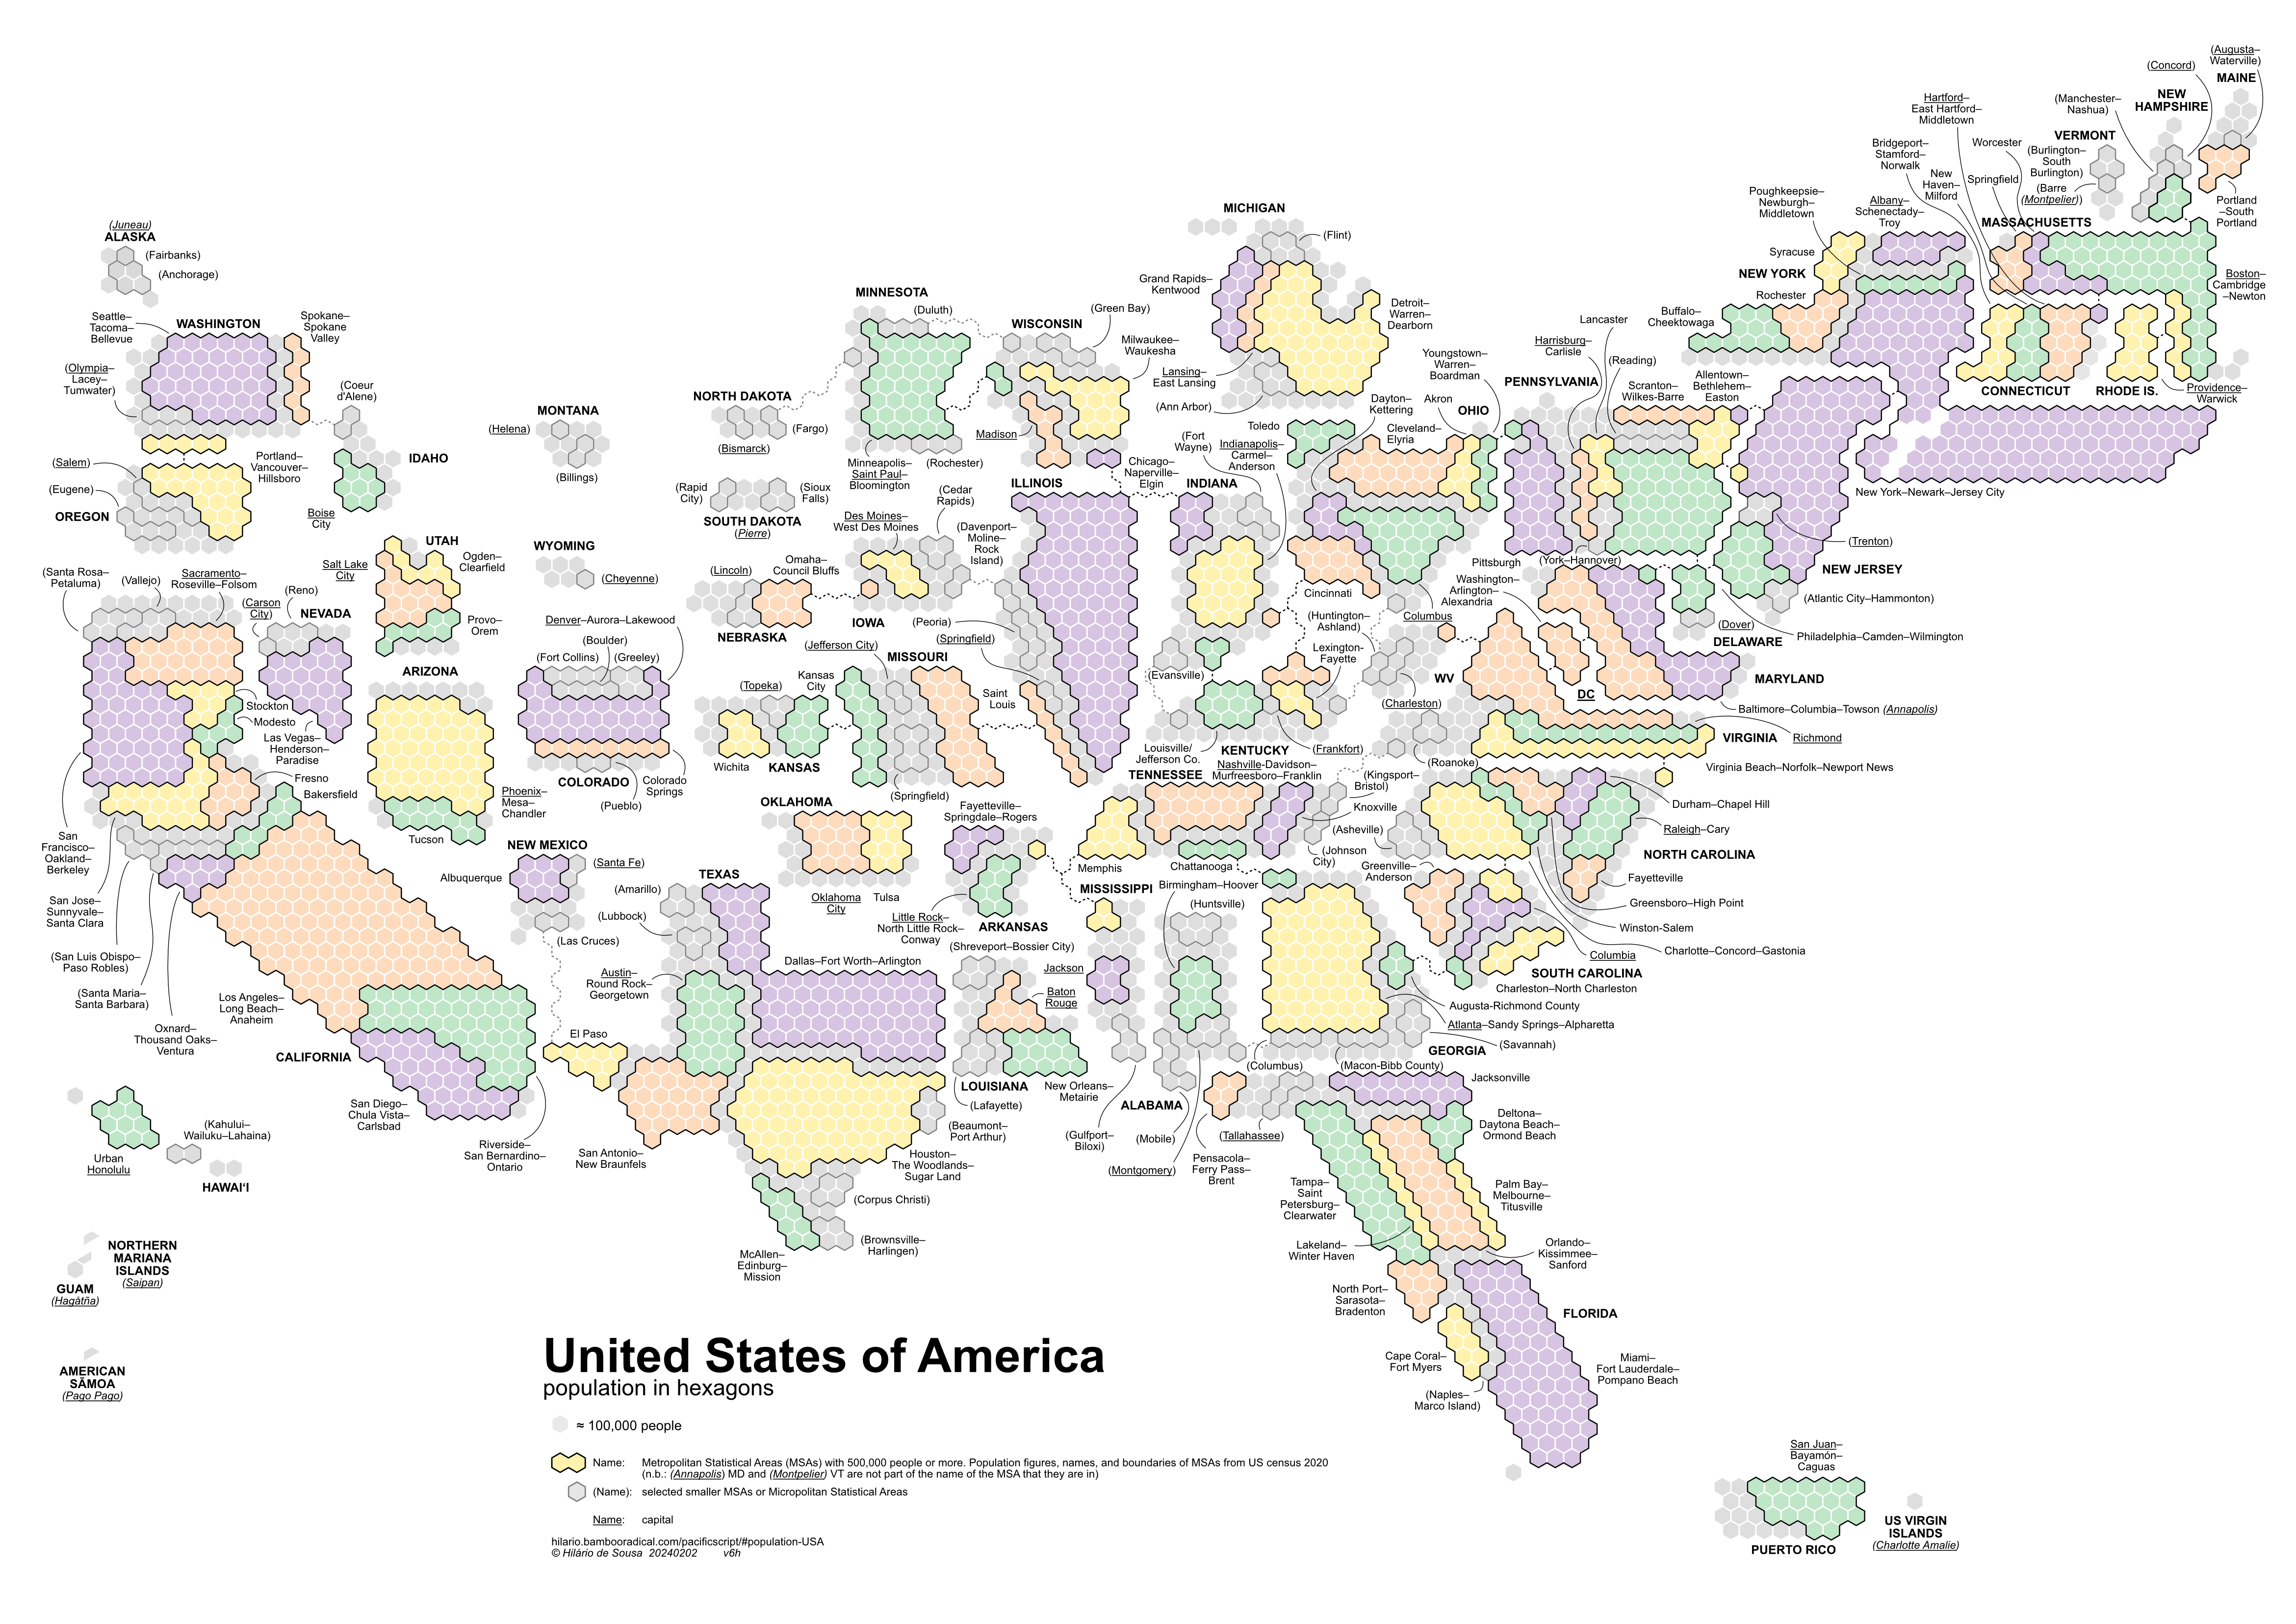 (Augusta–
Waterville)
MAINE
(Concord)
NEW
HAMPSHIRE
(Manchester–
Nashua)
VERMONT
(Burlington–
South
Burlington)
(Barre
(Montpelier))
Portland
–South
Portland
Hartford–
East Hartford–
Middletown
Worcester
Bridgeport–
Stamford–
Norwalk
New
Haven–
Milford
Springfield
MASSACHUSETTS
Poughkeepsie–
Newburgh–
Middletown
Albany–
Schenectady–
Troy
Syracuse
NEW YORK
Rochester
Buffalo–
Cheektowaga
Boston–
Cambridge
–Newton
CONNECTICUT
RHODE IS.
Providence–
Warwick
New York–Newark–Jersey City
(Juneau)
ALASKA
(Fairbanks)
(Anchorage)
Seattle–
Tacoma–
Bellevue
WASHINGTON
Spokane–
Spokane
Valley
(Olympia–
Lacey–
Tumwater)
(Coeur
d'Alene)
(Salem)
(Eugene)
OREGON
Portland–
Vancouver–
Hillsboro
IDAHO
Boise
City
MONTANA
(Helena)
(Billings)
NORTH DAKOTA
(Fargo)
(Bismarck)
(Rapid
City)
(Sioux
Falls)
SOUTH DAKOTA
(Pierre)
MINNESOTA
(Duluth)
Minneapolis–
Saint Paul–
Bloomington
(Rochester)
WISCONSIN
(Green Bay)
Milwaukee–
Waukesha
Madison
MICHIGAN
(Flint)
Grand Rapids–
Kentwood
Detroit–
Warren–
Dearborn
Lansing–
East Lansing
(Ann Arbor)
Chicago–
Naperville–
Elgin
ILLINOIS
(Peoria)
(Springfield)
INDIANA
(Fort
Wayne)
Indianapolis–
Carmel–
Anderson
(Evansville)
Toledo
Dayton–
Kettering
Cleveland–
Elyria
Akron
Youngstown–
Warren–
Boardman
OHIO
Cincinnati
Columbus
PENNSYLVANIA
Harrisburg–
Carlisle
Lancaster
(Reading)
Scranton–
Wilkes-Barre
Allentown–
Bethlehem–
Easton
Pittsburgh
(York–Hannover)
(Trenton)
NEW JERSEY
(Atlantic City–Hammonton)
Philadelphia–Camden–Wilmington
(Dover)
DELAWARE
MARYLAND
Baltimore–Columbia–Towson (Annapolis)
Washington–
Arlington–
Alexandria
DC
WV
(Huntington-
Ashland)
(Charleston)
VIRGINIA
Richmond
Virginia Beach–Norfolk–Newport News
(Roanoke)
UTAH
Salt Lake
City
Ogden–
Clearfield
Provo–
Orem
WYOMING
(Cheyenne)
(Lincoln)
Omaha–
Council Bluffs
NEBRASKA
Des Moines–
West Des Moines
(Cedar
Rapids)
(Davenport–
Moline–
Rock
Island)
IOWA
(Santa Rosa–
Petaluma)
(Vallejo)
Sacramento–
Roseville–Folsom
(Carson
City)
(Reno)
NEVADA
Stockton
Modesto
Las Vegas–
Henderson–
Paradise
Fresno
Bakersfield
San
Francisco–
Oakland–
Berkeley
San Jose–
Sunnyvale–
Santa Clara
(San Luis Obispo–
Paso Robles)
(Santa Maria–
Santa Barbara)
Oxnard–
Thousand Oaks–
Ventura
Los Angeles–
Long Beach–
Anaheim
CALIFORNIA
San Diego–
Chula Vista–
Carlsbad
Riverside–
San Bernardino–
Ontario
ARIZONA
Phoenix–
Mesa–
Chandler
Tucson
Denver–Aurora–Lakewood
(Boulder)
(Fort Collins)
(Greeley)
COLORADO
(Pueblo)
Colorado
Springs
(Topeka)
Kansas
City
Wichita
KANSAS
(Jefferson City)
MISSOURI
Saint
Louis
(Springfield)
Lexington-
Fayette
Louisville/
Jefferson Co.
KENTUCKY
(Frankfort)
TENNESSEE
Nashville-Davidson–
Murfreesboro–Franklin
(Kingsport–
Bristol)
Knoxville
(Johnson
City)
Chattanooga
Memphis
(Asheville)
Durham–Chapel Hill
Raleigh–Cary
NORTH CAROLINA
Fayetteville
Greensboro–High Point
Winston-Salem
Charlotte–Concord–Gastonia
Greenville–
Anderson
Columbia
SOUTH CAROLINA
Charleston–North Charleston
Augusta-Richmond County
Atlanta–Sandy Springs–Alpharetta
(Savannah)
GEORGIA
(Columbus)
(Macon-Bibb County)
NEW MEXICO
(Santa Fe)
Albuquerque
(Las Cruces)
OKLAHOMA
Oklahoma
City
Tulsa
Fayetteville–
Springdale–Rogers
Little Rock–
North Little Rock–
Conway
ARKANSAS
TEXAS
(Amarillo)
(Lubbock)
Austin–
Round Rock–
Georgetown
Dallas–Fort Worth–Arlington
El Paso
San Antonio–
New Braunfels
Houston–
The Woodlands–
Sugar Land
(Beaumont–
Port Arthur)
(Corpus Christi)
(Brownsville–
Harlingen)
McAllen–
Edinburg–
Mission
(Shreveport–Bossier City)
Baton
Rouge
LOUISIANA
(Lafayette)
New Orleans–
Metairie
MISSISSIPPI
Jackson
(Gulfport–
Biloxi)
Birmingham–Hoover
(Huntsville)
ALABAMA
(Mobile)
(Montgomery)
Pensacola–
Ferry Pass–
Brent
(Tallahassee)
Jacksonville
Deltona–
Daytona Beach–
Ormond Beach
Tampa–
Saint
Petersburg–
Clearwater
Palm Bay–
Melbourne–
Titusville
Lakeland–
Winter Haven
Orlando–
Kissimmee–
Sanford
North Port–
Sarasota–
Bradenton
FLORIDA
Cape Coral–
Fort Myers
(Naples–
Marco Island)
Miami–
Fort Lauderdale–
Pompano Beach
Urban
Honolulu
(Kahului–
Wailuku–Lahaina)
HAWAI‘I
NORTHERN
MARIANA
ISLANDS
(Saipan)
GUAM
(Hagåtña)
AMERICAN
SĀMOA
(Pago Pago)
San Juan–
Bayamón–
Caguas
PUERTO RICO
US VIRGIN
ISLANDS
(Charlotte Amalie)
United States of America
population in hexagons
≈ 100,000 people
Name: Metropolitan Statistical Areas (MSAs) with 500,000 people or more. Population figures, names, and boundaries of MSAs from US census 2020
(n.b.: (Annapolis) MD and (Montpelier) VT are not part of the name of the MSA that they are in)
(Name): selected smaller MSAs or Micropolitan Statistical Areas
Name: capital
hilario.bambooradical.com/pacificscript/#population-USA
© Hilário de Sousa 20240202 v6h